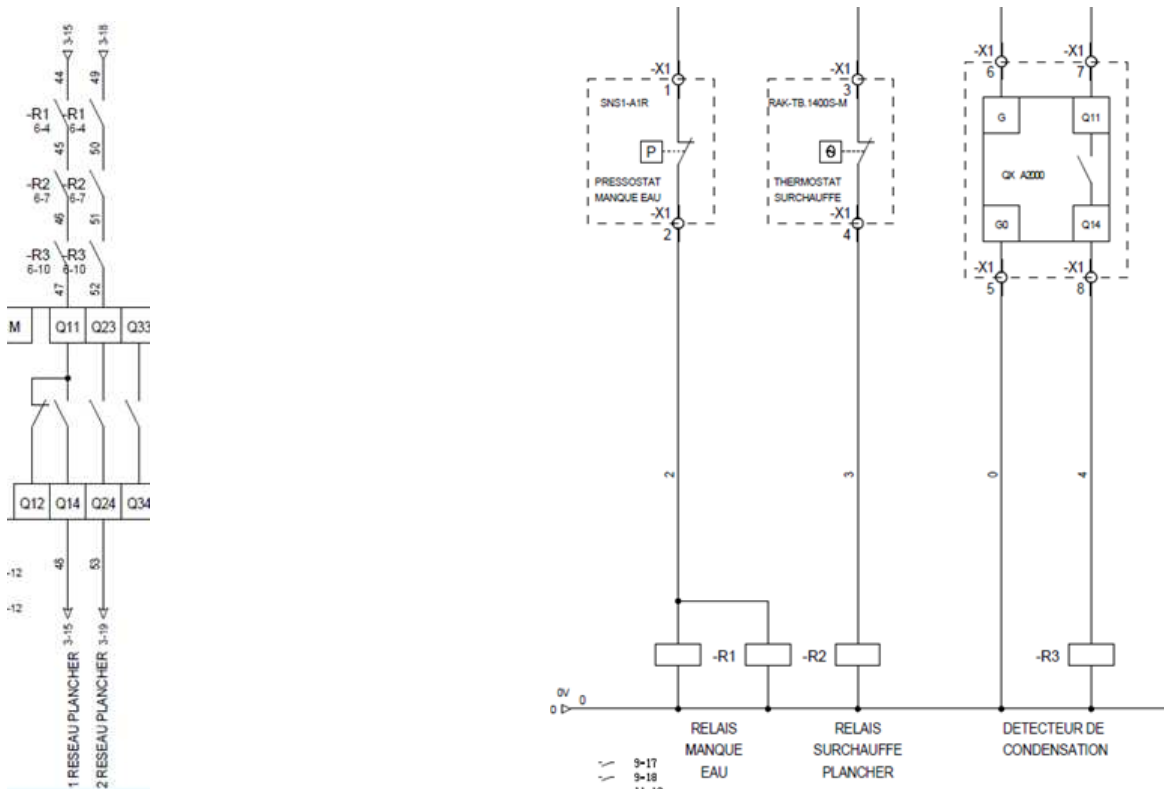 3-15
3-18
44
49
-R1
6-4
-R1
6-4
45
50
-R2
6-7
-R2
6-7
46
51
-R3
6-10
-R3
6-10
47
52
M
Q11
Q23
Q33
Q12
Q14
Q24
Q34
48
53
-12
-12
1 RESEAU PLANCHER 3-15
2 RESEAU PLANCHER 3-19
-X1
1
SNS1-A1R
P
PRESSOSTAT
MANQUE EAU
-X1
2
-X1
3
RAK-TB.1400S-M
θ
THERMOSTAT
SURCHAUFFE
-X1
4
-X1
6
-X1
7
G
Q11
QX A2000
G0
Q14
-X1
5
-X1
8
2
3
0
4
-R1
-R2
-R3
0V
0
0
RELAIS
MANQUE
EAU
RELAIS
SURCHAUFFE
PLANCHER
DETECTEUR DE
CONDENSATION
9-17
9-18